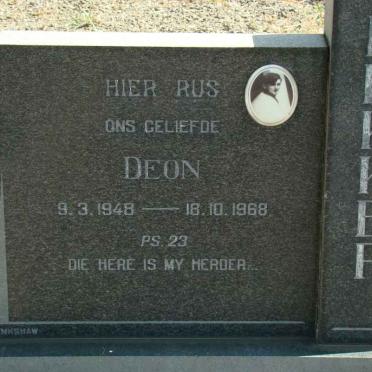 HIER RUS
ONS GELIEFDE
DEON
9.3.1948 — 18.10.1968
PS. 23
DIE HERE IS MY HERDER...